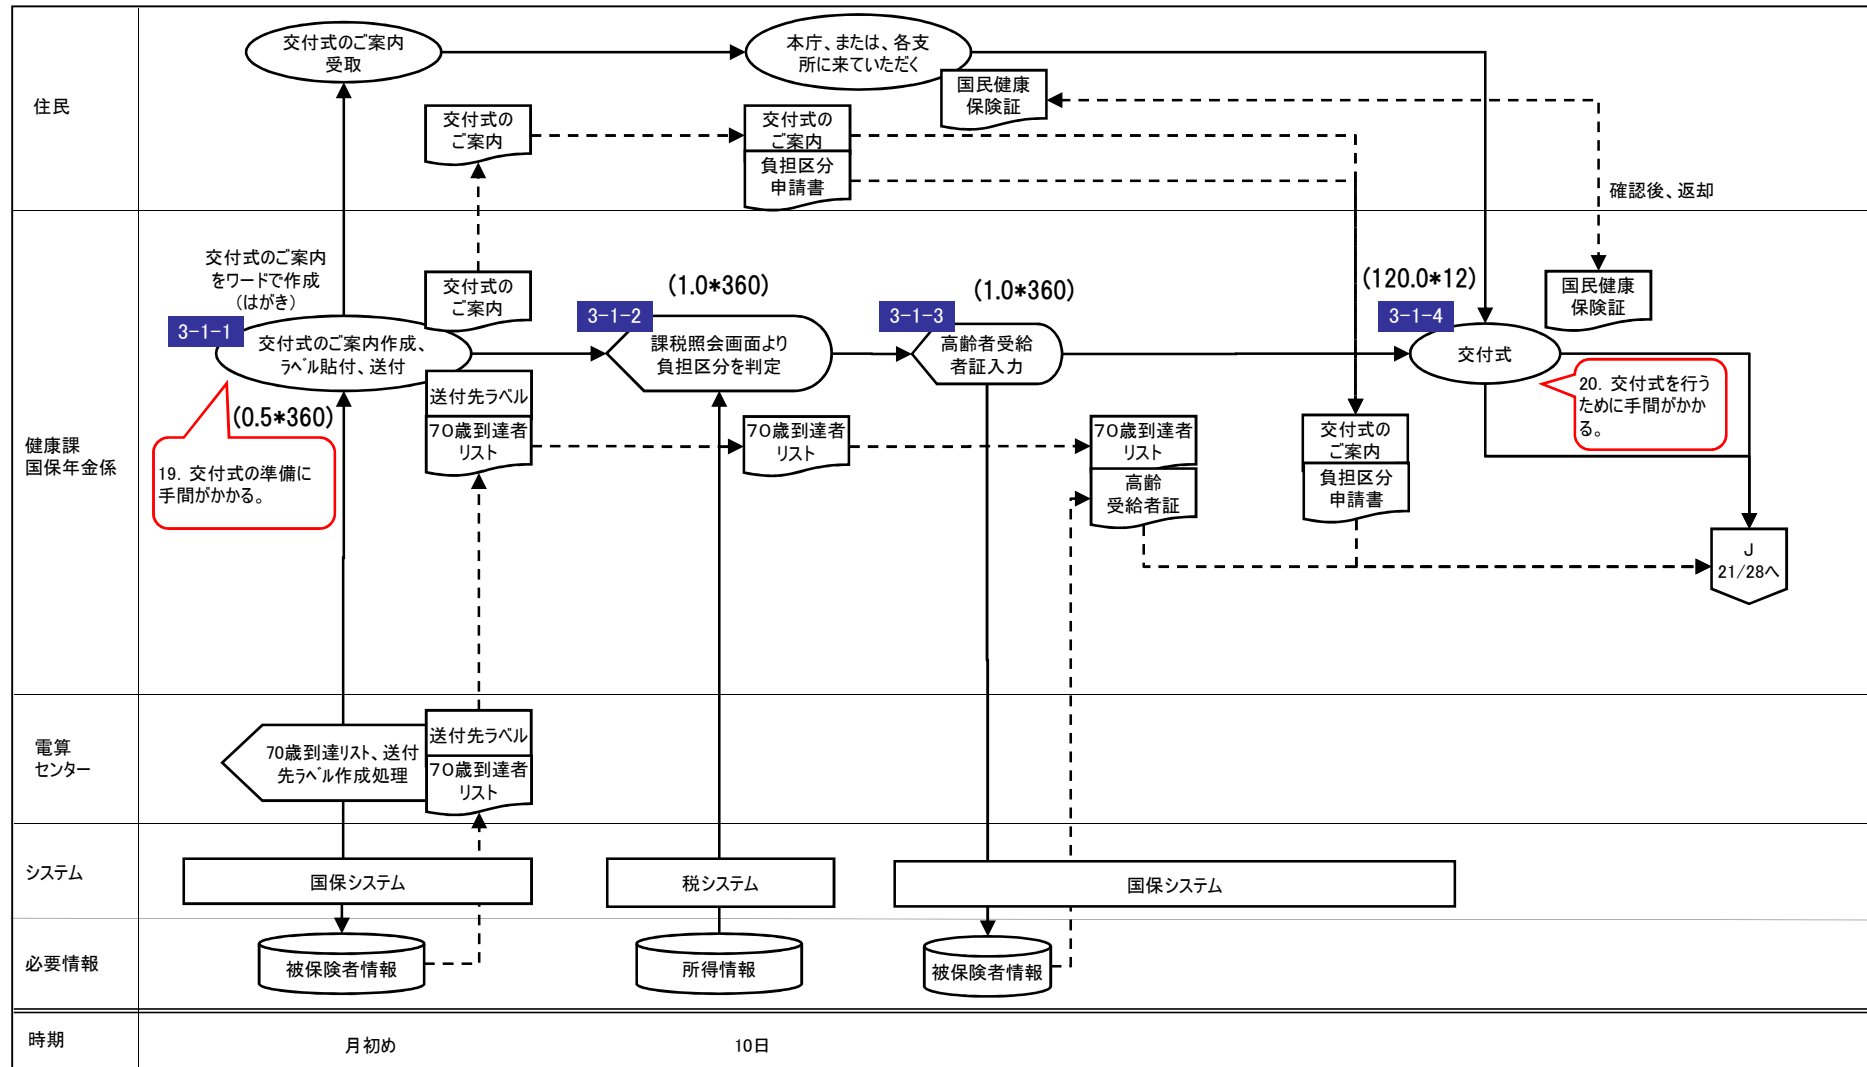 住民
交付式のご案内
受取
本庁、または、各支
所に来ていただく
国民健康
保険証
交付式の
ご案内
交付式の
ご案内
負担区分
申請書
確認後、返却
健康課
国保年金係
交付式のご案内
をワードで作成
(はがき)
交付式の
ご案内
3-1-1
交付式のご案内作成、
ラベル貼付、送付
(0.5*360)
19. 交付式の準備に
手間がかかる。
送付先ラベル
70歳到達者
リスト
(1.0*360)
3-1-2
課税照会画面より
負担区分を判定
70歳到達者
リスト
(1.0*360)
3-1-3
高齢者受給
者証入力
70歳到達者
リスト
高齢
受給者証
(120.0*12)
3-1-4
交付式
国民健康
保険証
20. 交付式を行う
ために手間がかか
る。
交付式の
ご案内
負担区分
申請書
J
21/28へ
電算
センター
70歳到達リスト、送付
先ラベル作成処理
送付先ラベル
70歳到達者
リスト
システム
国保システム
税システム
国保システム
必要情報
被保険者情報
所得情報
被保険者情報
時期
月初め
10日